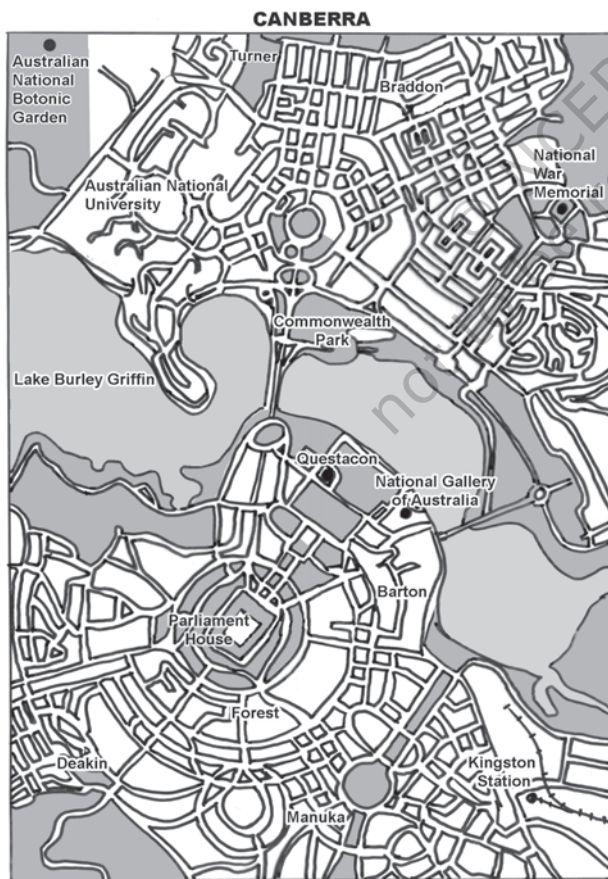 CANBERRA
Australian
National
Botonic
Garden
Turner
Braddon
National
War
Memorial
Australian National
University
Commonwealth
Park
Lake Burley Griffin
Questacon
National Gallery
of Australia
Barton
Parliament
House
Forest
Deakin
Kingston
Station
Manuka
not